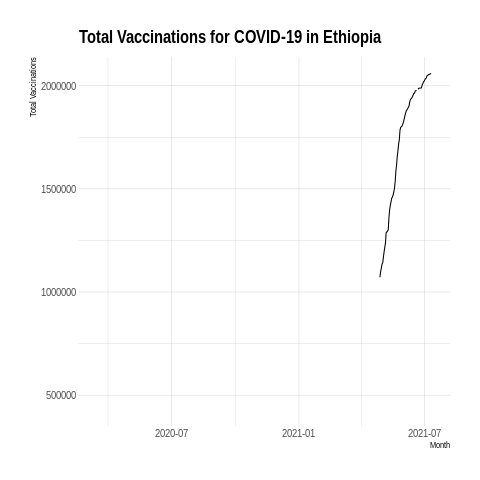 Total Vaccinations for COVID-19 in Ethiopia
Total Vaccinations
2000000
1500000
1000000
500000
2020-07 2021-01 2021-07
Month